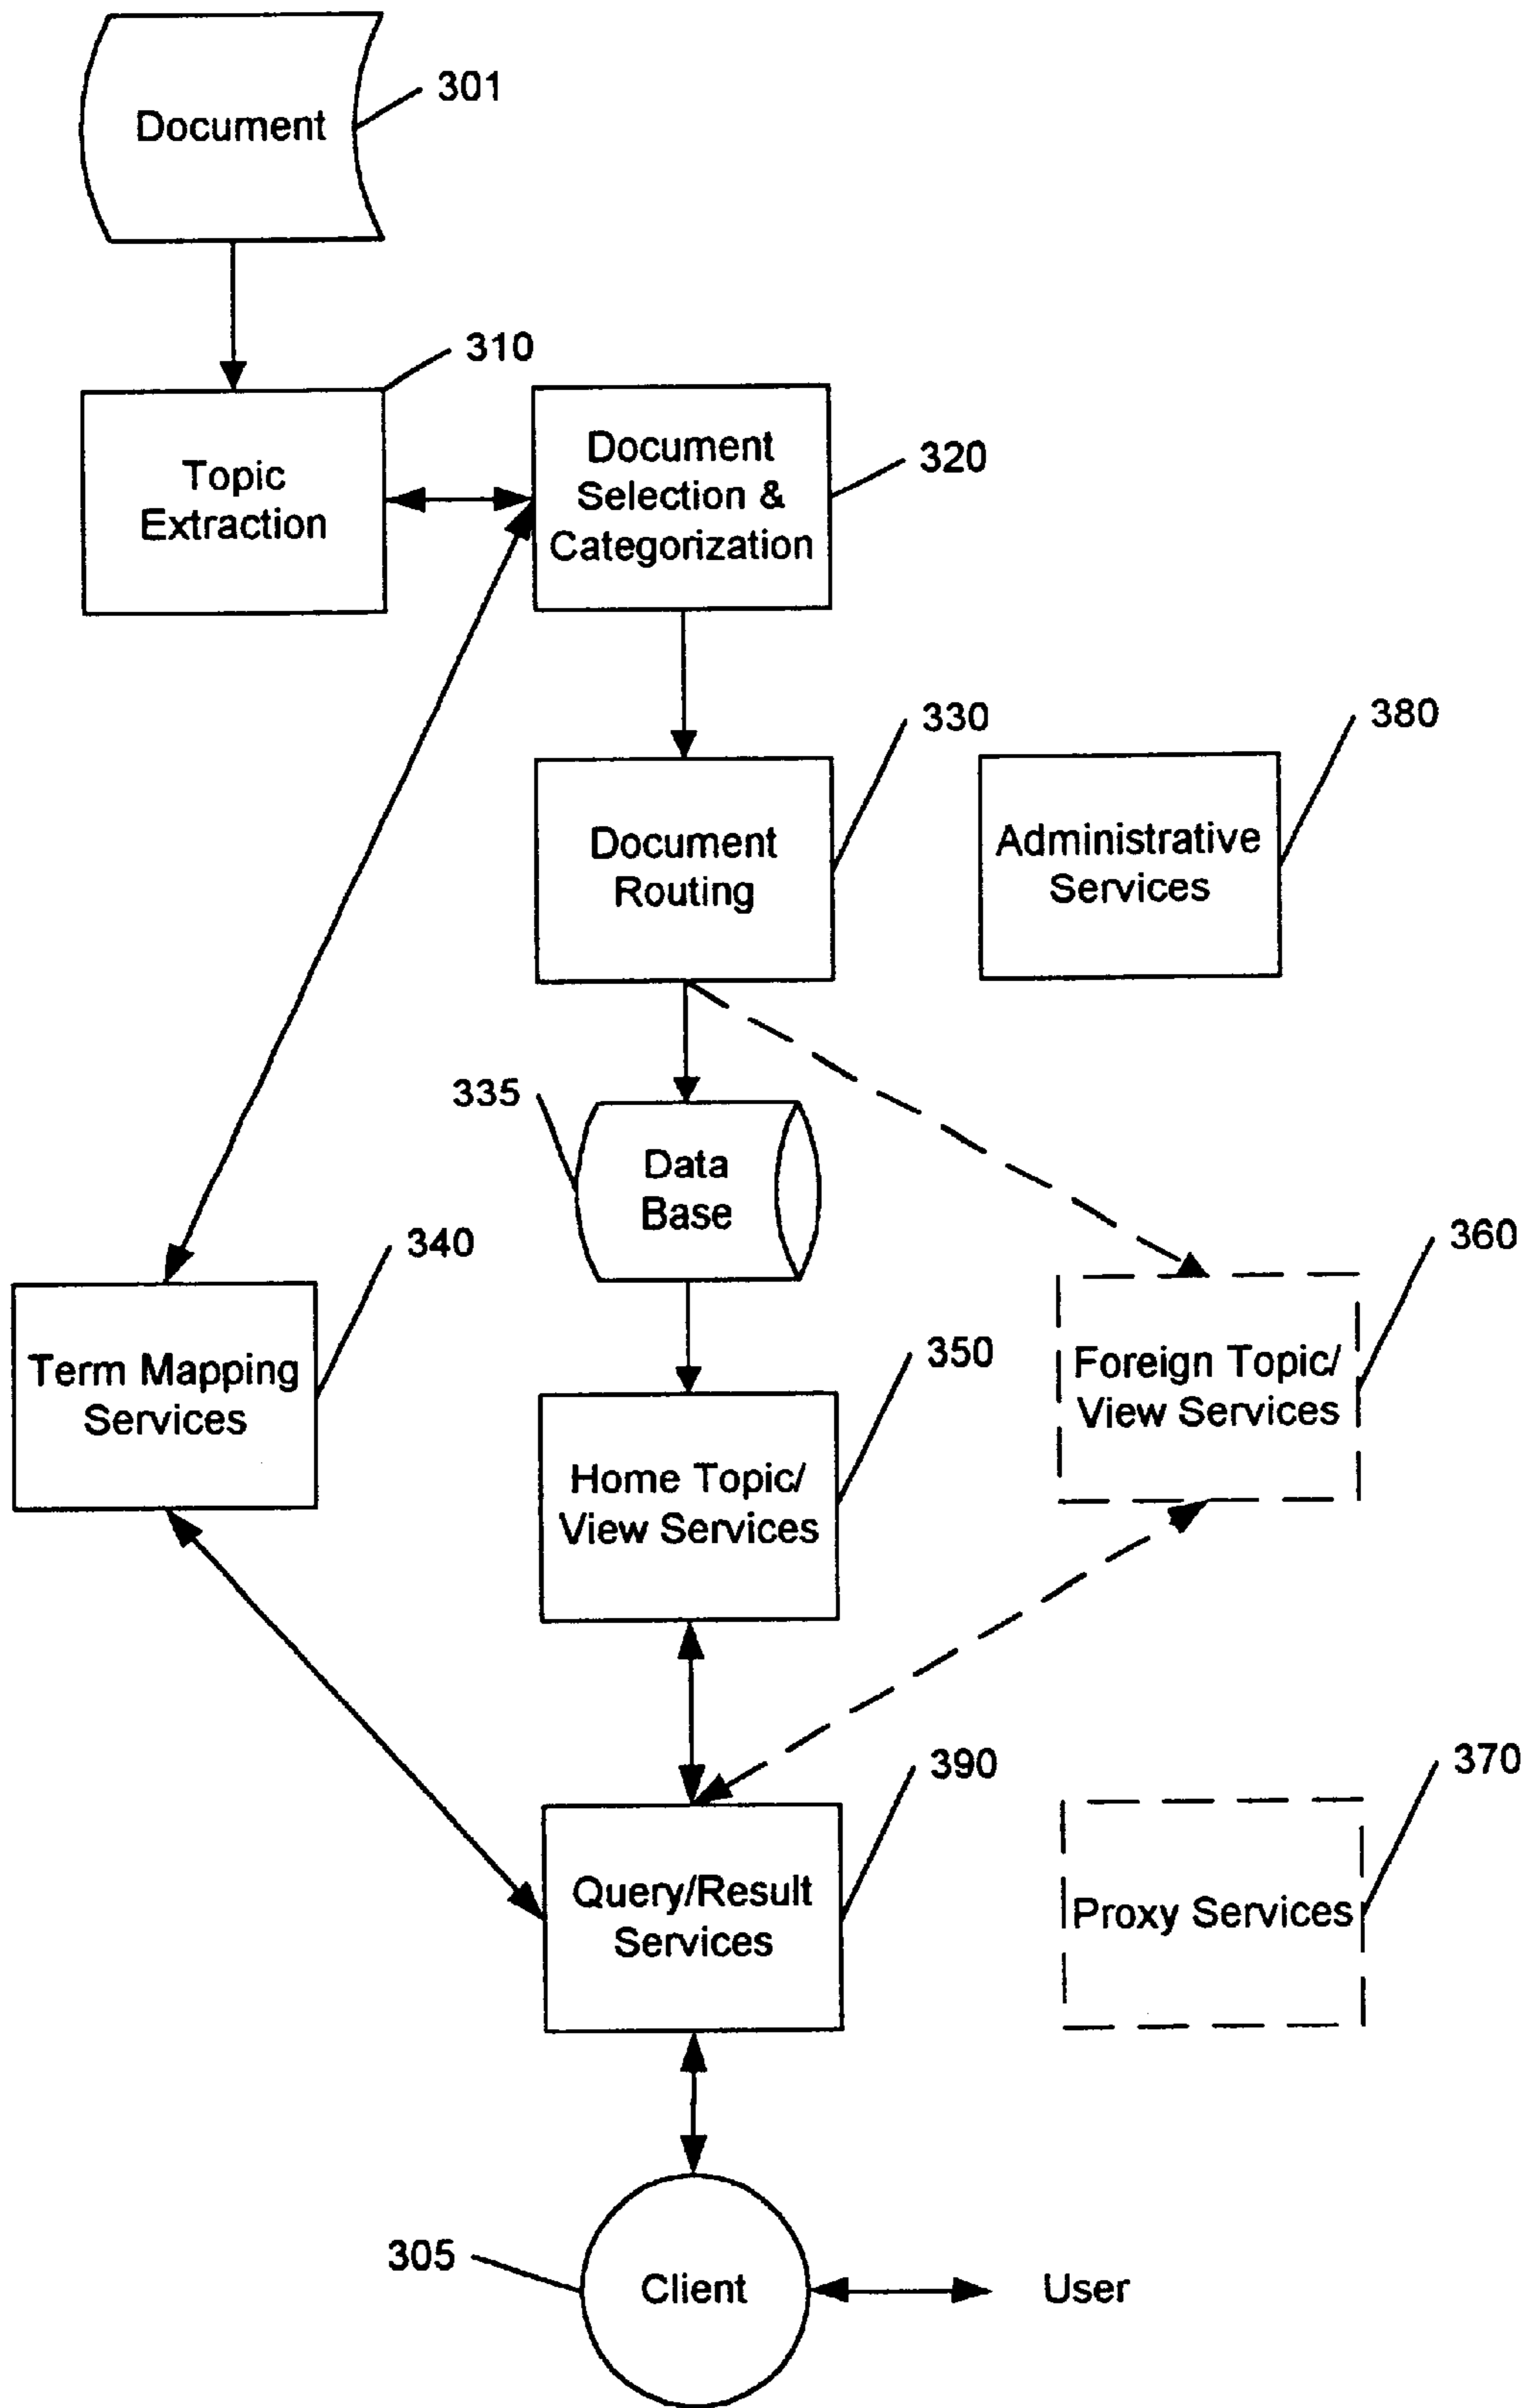 Document
301
310
Topic
Extraction
Document
Selection &
Categorization
320
330
Document
Routing
380
Administrative
Services
335
Data
Base
340
Term Mapping
Services
350
Home Topic/
View Services
360
Foreign Topic/
View Services
390
Query/Result
Services
370
Proxy Services
305
Client
User